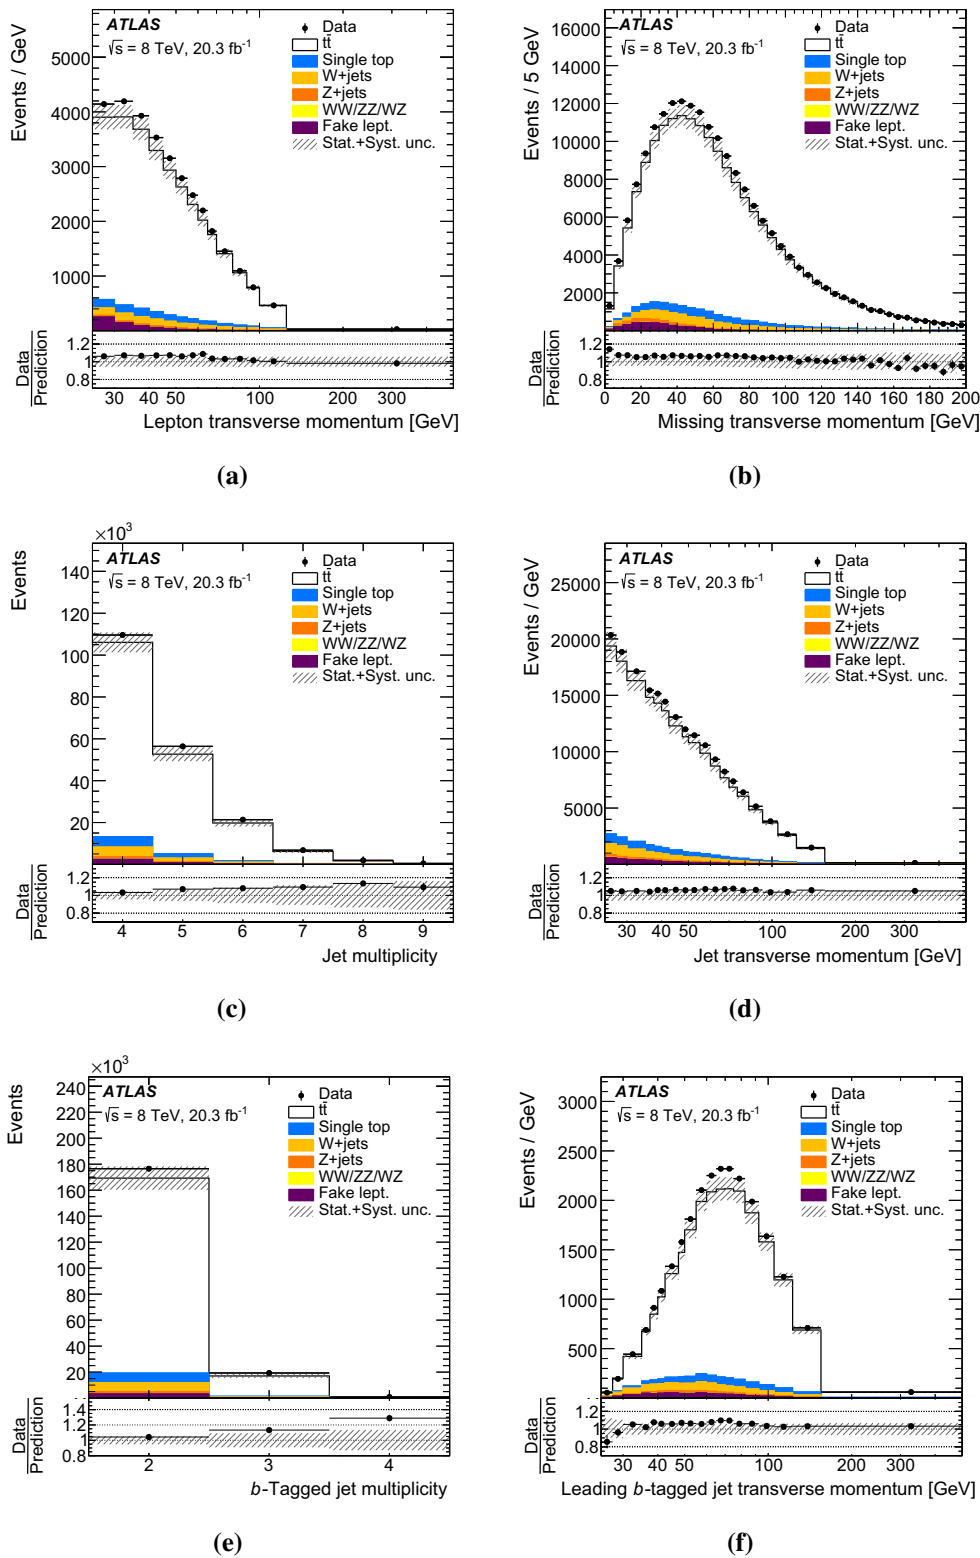 ATLAS
√s = 8 TeV, 20.3 fb-1
Data
tt̄
Single top
W+jets
Z+jets
WW/ZZ/WZ
Fake lept.
Stat.+Syst. unc.
Events / GeV
5000
4000
3000
2000
1000
Data
Prediction
1.2
1
0.8
30 40 50 100 200 300
Lepton transverse momentum [GeV]
(a)
ATLAS
√s = 8 TeV, 20.3 fb-1
Data
tt̄
Single top
W+jets
Z+jets
WW/ZZ/WZ
Fake lept.
Stat.+Syst. unc.
Events / 5 GeV
16000
14000
12000
10000
8000
6000
4000
2000
Data
Prediction
1.2
1
0.8
0 20 40 60 80 100 120 140 160 180 200
Missing transverse momentum [GeV]
(b)
×103
ATLAS
√s = 8 TeV, 20.3 fb-1
Data
tt̄
Single top
W+jets
Z+jets
WW/ZZ/WZ
Fake lept.
Stat.+Syst. unc.
Events
140
120
100
80
60
40
20
Data
Prediction
1.2
1
0.8
4 5 6 7 8 9
Jet multiplicity
(c)
ATLAS
√s = 8 TeV, 20.3 fb-1
Data
tt̄
Single top
W+jets
Z+jets
WW/ZZ/WZ
Fake lept.
Stat.+Syst. unc.
Events / GeV
25000
20000
15000
10000
5000
Data
Prediction
1.2
1
0.8
30 40 50 100 200 300
Jet transverse momentum [GeV]
(d)
×103
ATLAS
√s = 8 TeV, 20.3 fb-1
Data
tt̄
Single top
W+jets
Z+jets
WW/ZZ/WZ
Fake lept.
Stat.+Syst. unc.
Events
240
220
200
180
160
140
120
100
80
60
40
20
Data
Prediction
1.4
1.2
1
0.8
2 3 4
b-Tagged jet multiplicity
(e)
ATLAS
√s = 8 TeV, 20.3 fb-1
Data
tt̄
Single top
W+jets
Z+jets
WW/ZZ/WZ
Fake lept.
Stat.+Syst. unc.
Events / GeV
3000
2500
2000
1500
1000
500
Data
Prediction
1.2
1
0.8
30 40 50 100 200 300
Leading b-tagged jet transverse momentum [GeV]
(f)